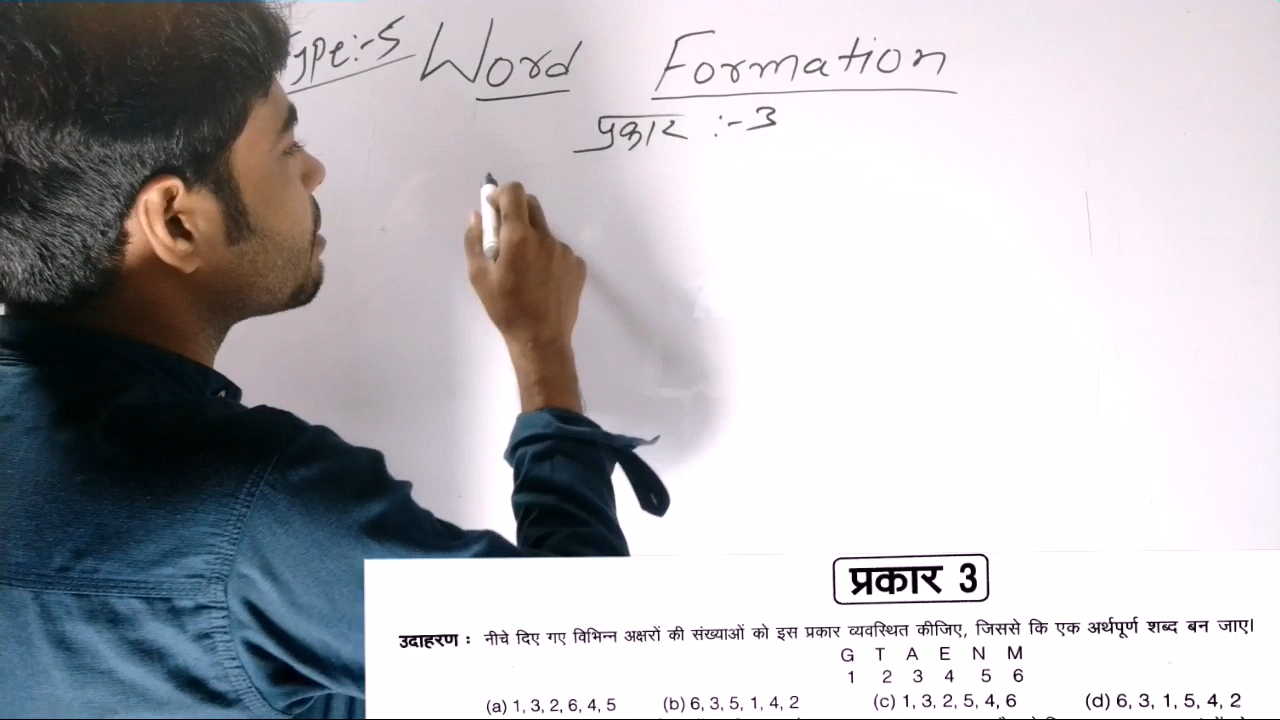 Type:-5 Word Formation
प्रकार :- 3
प्रकार 3
उदाहरण : नीचे दिए गए विभिन्न अक्षरों की संख्याओं को इस प्रकार व्यवस्थित कीजिए, जिससे कि एक अर्थपूर्ण शब्द बन जाए।
G T A E N M
1 2 3 4 5 6
(a) 1, 3, 2, 6, 4, 5 (b) 6, 3, 5, 1, 4, 2 (c) 1, 3, 2, 5, 4, 6 (d) 6, 3, 1, 5, 4, 2